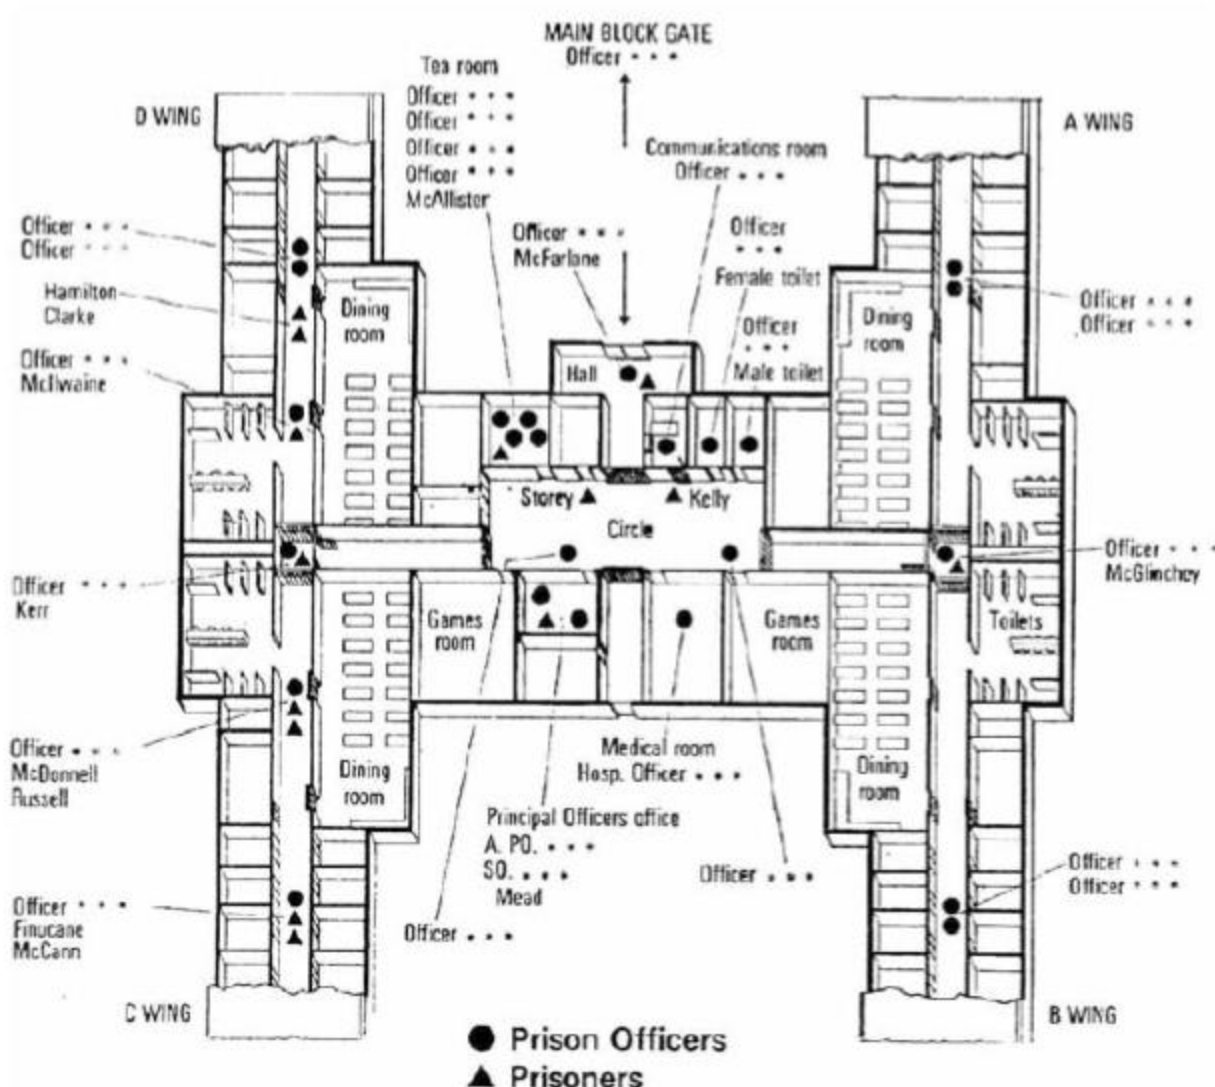 MAIN BLOCK GATE
Officer • • •
Tea room
Officer • • •
Officer • • •
Officer • • •
Officer • • •
McAllister
D WING
A WING
Communications room
Officer • • •
Officer • • •
McFarlane
Officer
• • •
Female toilet
Officer
• • •
Male toilet
Officer • • •
Officer • • •
Hamilton
Clarke
Officer • • •
McIlwaine
Dining
room
Hall
Dining
room
Officer • • •
Officer • • •
Storey
Kelly
Circle
Officer • • •
Kerr
Games
room
Games
room
Toilets
Officer • • •
McGlinchey
Officer • • •
McDonnell
Russell
Dining
room
Medical room
Hosp. Officer • • •
Dining
room
Principal Officers office
A. PO. • • •
SO. • • •
Mead
Officer • • •
Officer • • •
Officer • • •
Officer • • •
Finucane
McCann
Officer • • •
C WING
B WING
Prison Officers
Prisoners